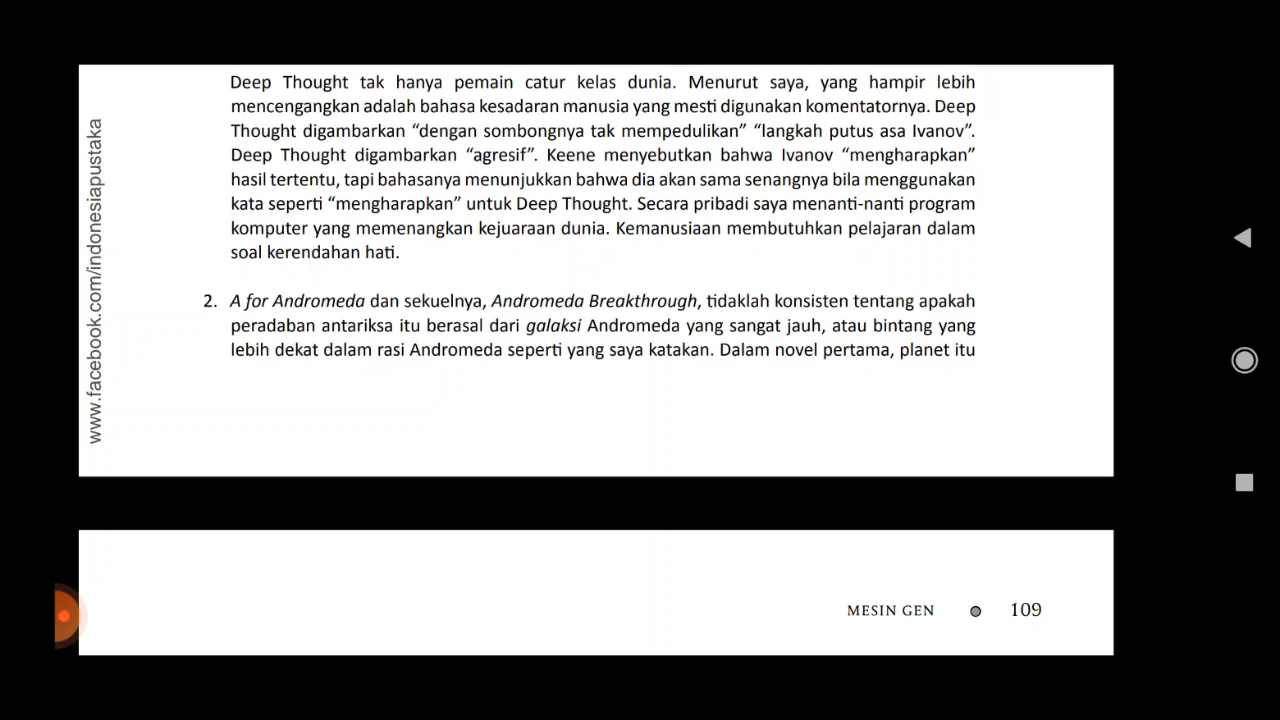 Deep Thought tak hanya pemain catur kelas dunia. Menurut saya, yang hampir lebih
mencengangkan adalah bahasa kesadaran manusia yang mesti digunakan komentatornya. Deep
Thought digambarkan “dengan sombongnya tak mempedulikan” “langkah putus asa Ivanov”.
Deep Thought digambarkan “agresif”. Keene menyebutkan bahwa Ivanov “mengharapkan”
hasil tertentu, tapi bahasanya menunjukkan bahwa dia akan sama senangnya bila menggunakan
kata seperti “mengharapkan” untuk Deep Thought. Secara pribadi saya menanti-nanti program
komputer yang memenangkan kejuaraan dunia. Kemanusiaan membutuhkan pelajaran dalam
soal kerendahan hati.
2. A for Andromeda dan sekuelnya, Andromeda Breakthrough, tidaklah konsisten tentang apakah
peradaban antariksa itu berasal dari galaksi Andromeda yang sangat jauh, atau bintang yang
lebih dekat dalam rasi Andromeda seperti yang saya katakan. Dalam novel pertama, planet itu
www.facebook.com/indonesiapustaka
MESIN GEN 109